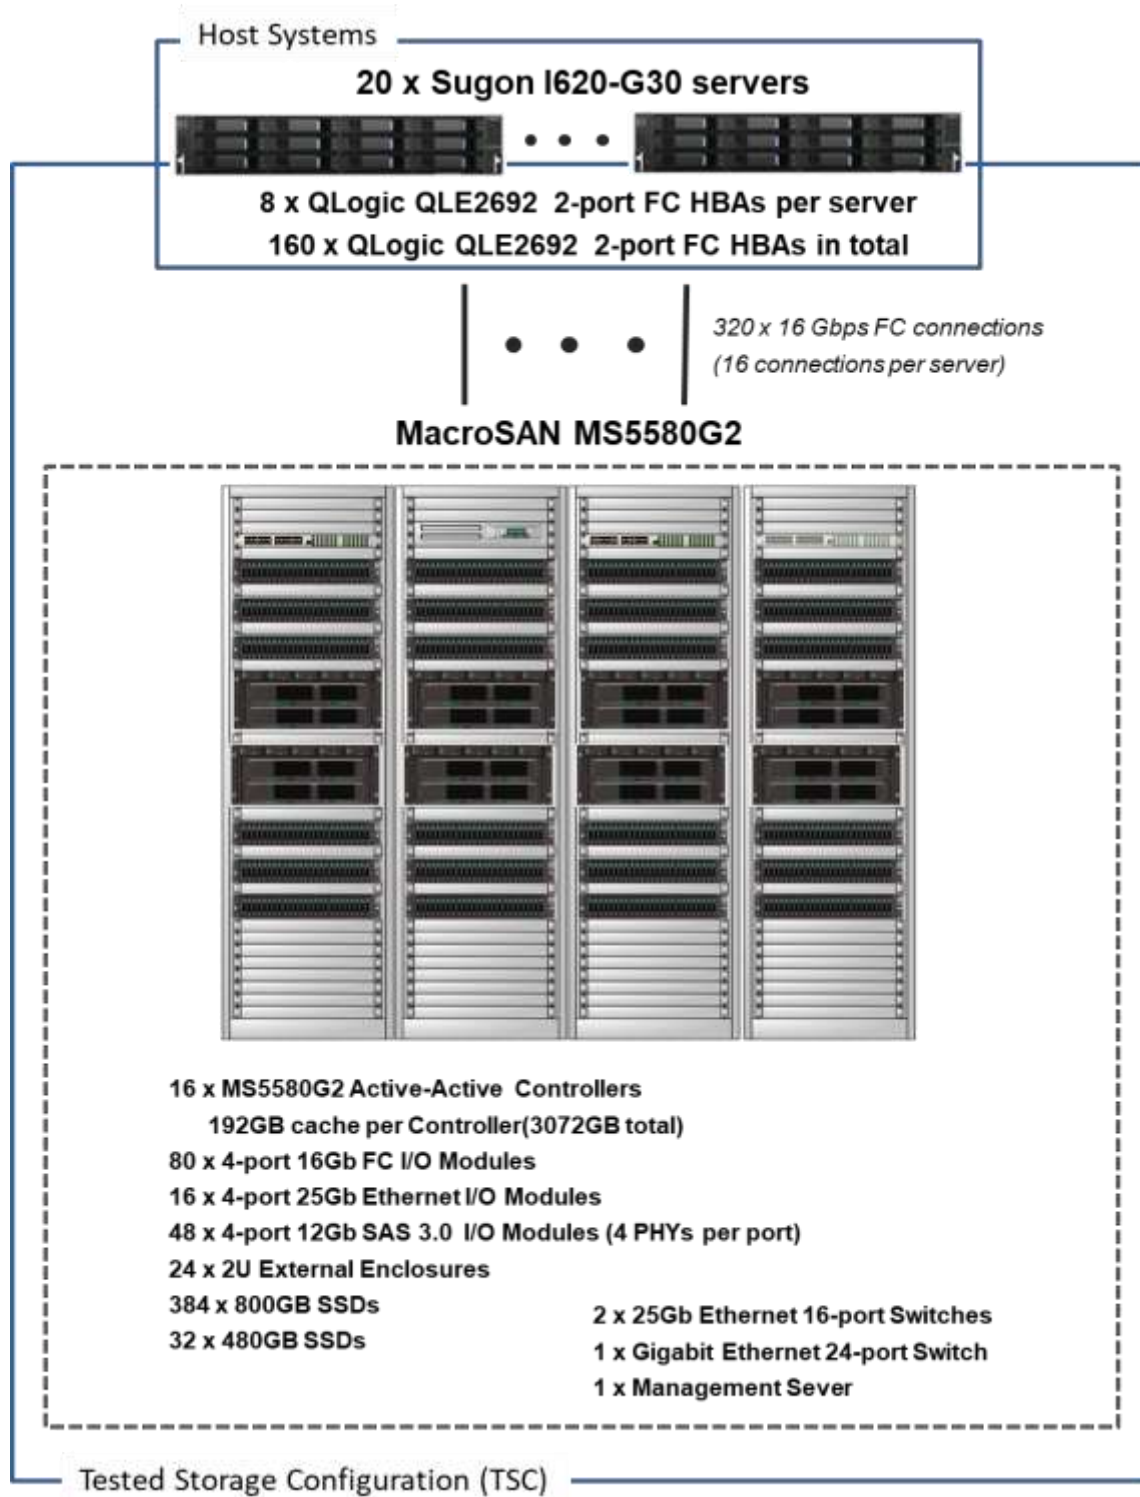 Host Systems
20 x Sugon I620-G30 servers
8 x QLogic QLE2692 2-port FC HBAs per server
160 x QLogic QLE2692 2-port FC HBAs in total
320 x 16 Gbps FC connections
(16 connections per server)
MacroSAN MS5580G2
16 x MS5580G2 Active-Active Controllers
192GB cache per Controller(3072GB total)
80 x 4-port 16Gb FC I/O Modules
16 x 4-port 25Gb Ethernet I/O Modules
48 x 4-port 12Gb SAS 3.0 I/O Modules (4 PHYs per port)
24 x 2U External Enclosures
384 x 800GB SSDs
32 x 480GB SSDs
2 x 25Gb Ethernet 16-port Switches
1 x Gigabit Ethernet 24-port Switch
1 x Management Sever
Tested Storage Configuration (TSC)